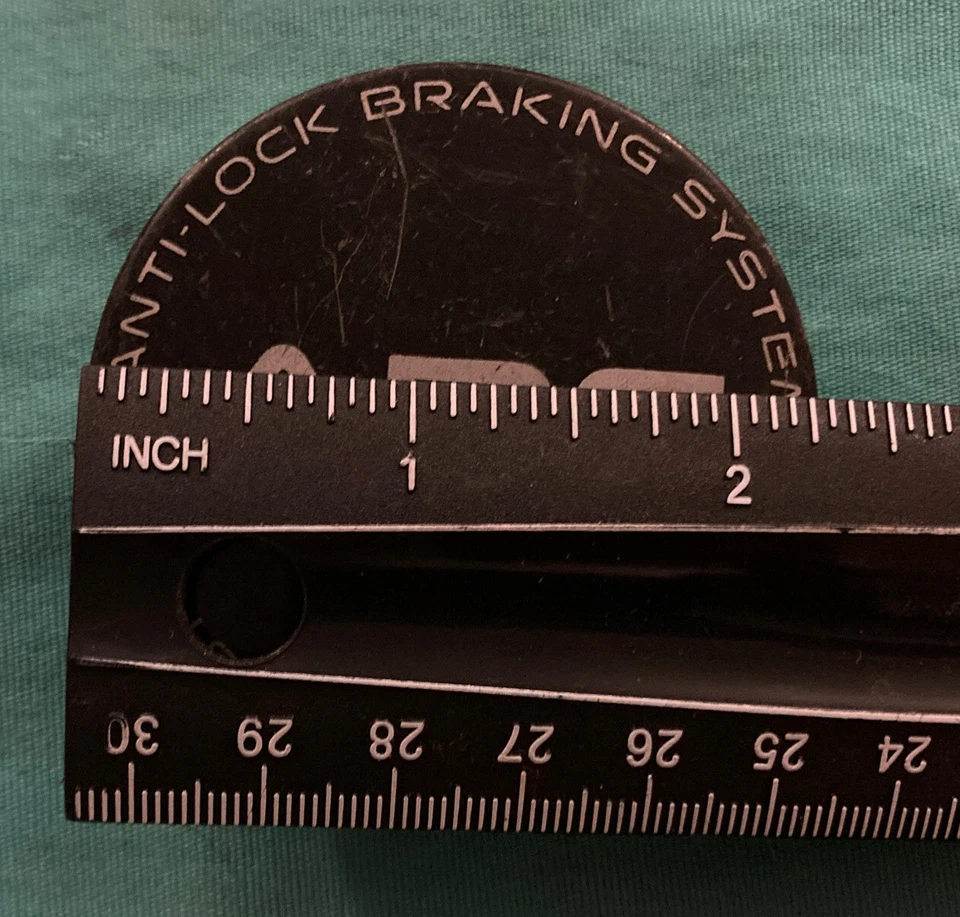 ANTI-LOCK BRAKING SYSTEM
INCH
1 2
30 29 28 27 26 25 24